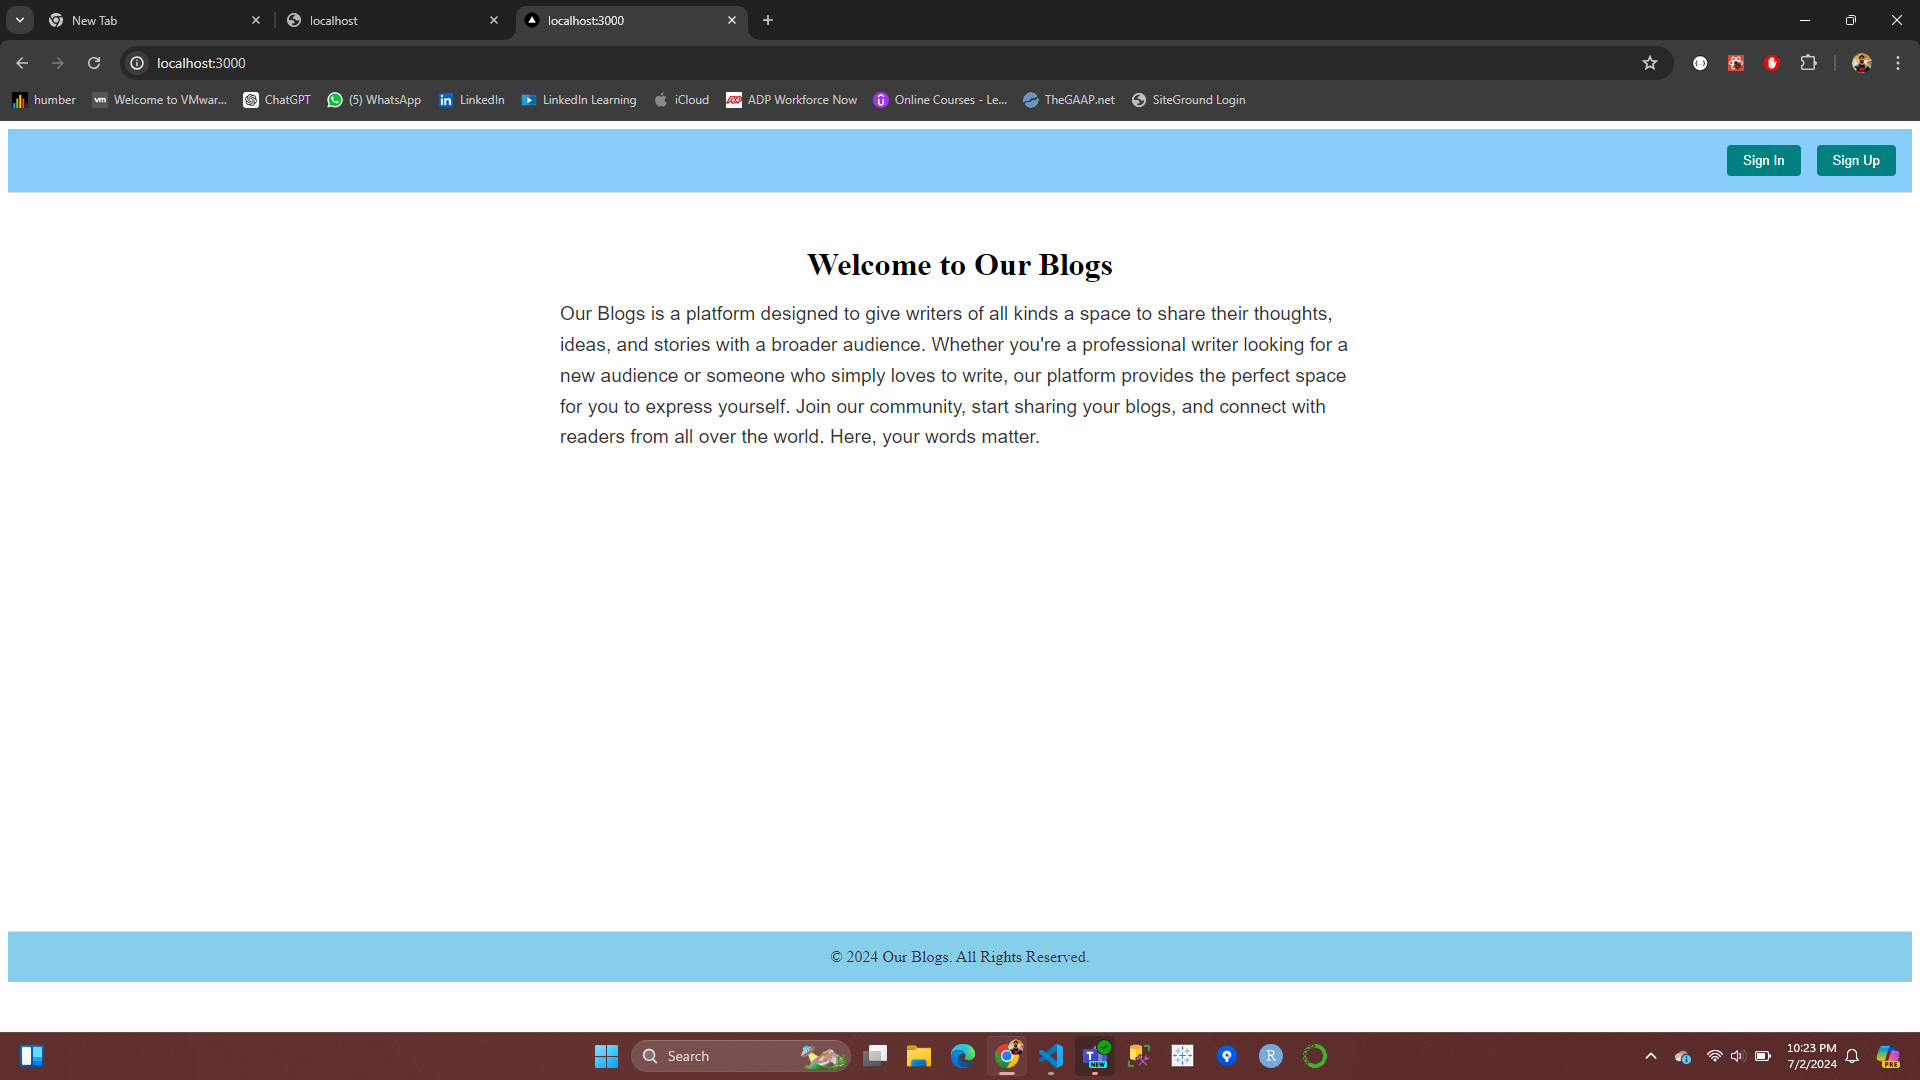 New Tab
localhost
localhost:3000
localhost:3000
humber
vm Welcome to VMwar...
ChatGPT
(5) WhatsApp
in LinkedIn
LinkedIn Learning
iCloud
ADP Workforce Now
Online Courses - Le...
TheGAAP.net
SiteGround Login
Sign In
Sign Up
Welcome to Our Blogs
Our Blogs is a platform designed to give writers of all kinds a space to share their thoughts,
ideas, and stories with a broader audience. Whether you're a professional writer looking for a
new audience or someone who simply loves to write, our platform provides the perfect space
for you to express yourself. Join our community, start sharing your blogs, and connect with
readers from all over the world. Here, your words matter.
© 2024 Our Blogs. All Rights Reserved.
Search
T
NEW
R
10:23 PM
7/2/2024
PRE